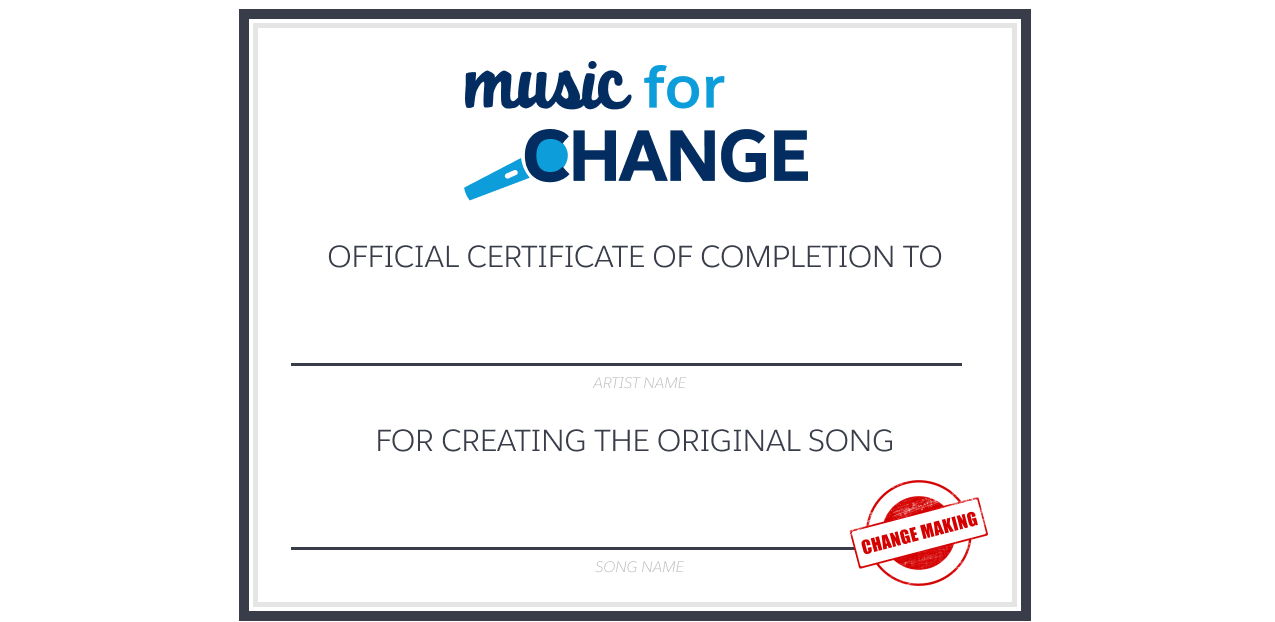 music for
CHANGE
OFFICIAL CERTIFICATE OF COMPLETION TO
ARTIST NAME
FOR CREATING THE ORIGINAL SONG
CHANGE MAKING
SONG NAME